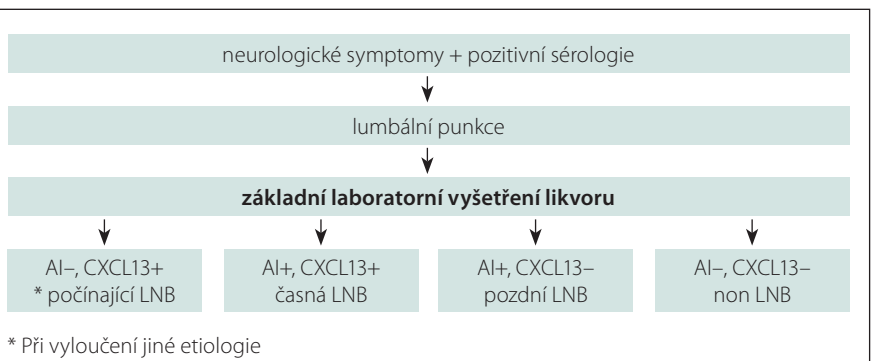 neurologické symptomy + pozitivní sérologie
lumbální punkce
základní laboratorní vyšetření likvoru
AI–, CXCL13+
* počínající LNB
AI+, CXCL13+
časná LNB
AI+, CXCL13–
pozdní LNB
AI–, CXCL13–
non LNB
* Při vyloučení jiné etiologie